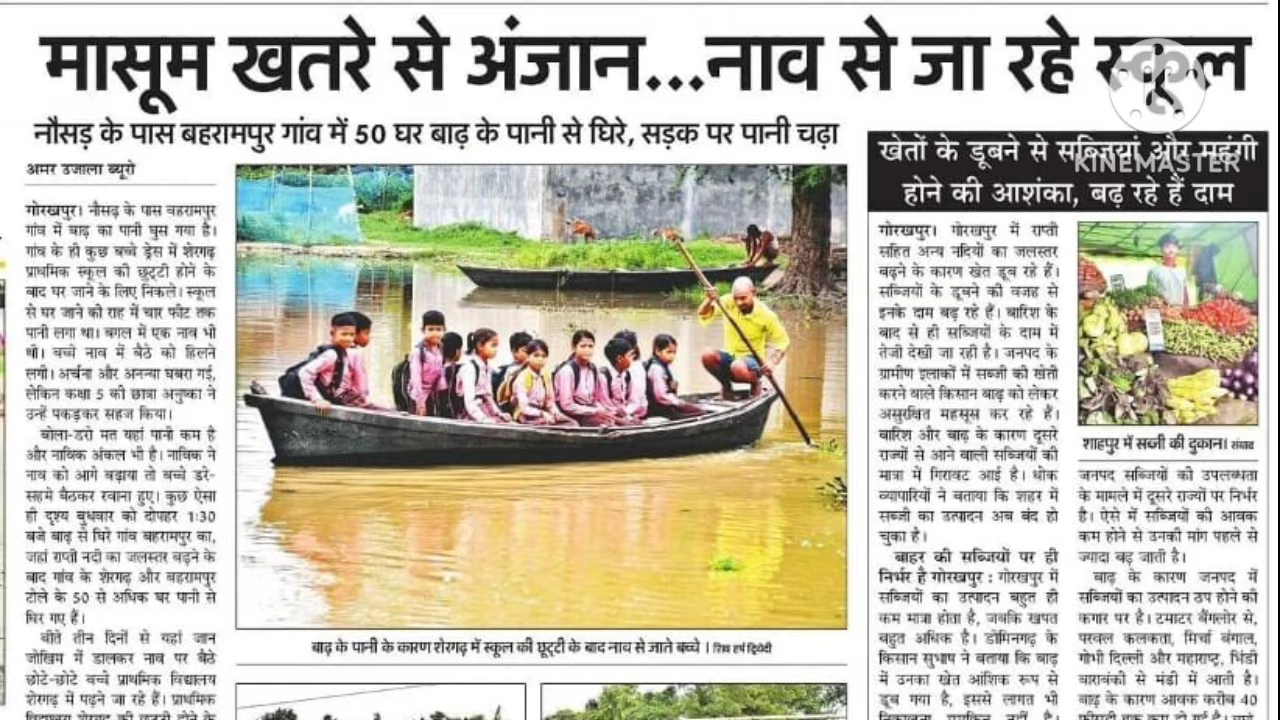 मासूम खतरे से अंजान...नाव से जा रहे स्कूल
नौसड़ के पास बहरामपुर गांव में 50 घर बाढ़ के पानी से घिरे, सड़क पर पानी चढ़ा
अमर उजाला ब्यूरो
गोरखपुर। नौसढ़ के पास बहरामपुर
गांव में बाढ़ का पानी घुस गया है।
गांव के ही कुछ बच्चे ड्रेस में शेरगढ़
प्राथमिक स्कूल की छुट्टी होने के
बाद घर जाने के लिए निकले। स्कूल
से घर जाने की राह में चार फीट तक
पानी लगा था। बगल में एक नाव भी
थी। बच्चे नाव में बैठे को हिलने
लगी। अर्चना और अनन्या घबरा गई,
लेकिन कक्षा 5 की छात्रा अनुष्का ने
उन्हें पकड़कर सहज किया।
बोला-डरो मत यहां पानी कम है
और नाविक अंकल भी है। नाविक ने
नाव को आगे बढ़ाया तो बच्चे डरे-
सहमे बैठकर रवाना हुए। कुछ ऐसा
ही दृश्य बुधवार को दोपहर 1:30
बजे बाढ़ से घिरे गांव बहरामपुर का,
जहां राप्ती नदी का जलस्तर बढ़ने के
बाद गांव के शेरगढ़ और बहरामपुर
टोले के 50 से अधिक घर पानी से
घिर गए हैं।
बीते तीन दिनों से यहां जान
जोखिम में डालकर नाव पर बैठे
छोटे-छोटे बच्चे प्राथमिक विद्यालय
शेरगढ़ में पढ़ने जा रहे हैं। प्राथमिक
बाढ़ के पानी के कारण शेरगढ़ में स्कूल की छूट्टी के बाद नाव से जाते बच्चे । शिव हर्ष द्विवेदी
खेतों के डूबने से सब्जियां और महंगी
होने की आशंका, बढ़ रहे हैं दाम
गोरखपुर। गोरखपुर में राप्ती
सहित अन्य नदियों का जलस्तर
बढ़ने के कारण खेत डूब रहे हैं।
सब्जियों के डूबने की वजह से
इनके दाम बढ़ रहे हैं। बारिश के
बाद से ही सब्जियों के दाम में
तेजी देखी जा रही है। जनपद के
ग्रामीण इलाकों में सब्जी की खेती
करने वाले किसान बाढ़ को लेकर
असुरक्षित महसूस कर रहे हैं।
बारिश और बाढ़ के कारण दूसरे
राज्यों से आने वाली सब्जियों की
मात्रा में गिरावट आई है। थोक
व्यापारियों ने बताया कि शहर में
सब्जी का उत्पादन अब बंद हो
चुका है।
बाहर की सब्जियों पर ही
निर्भर है गोरखपुर : गोरखपुर में
सब्जियों का उत्पादन बहुत ही
कम मात्रा होता है, जबकि खपत
बहुत अधिक है। डोमिनगढ़ के
किसान सुभाष ने बताया कि बाढ़
में उनका खेत आंशिक रूप से
डूब गया है, इससे लागत भी
शाहपुर में सब्जी की दुकान। संवाद
जनपद सब्जियों की उपलब्धता
के मामले में दूसरे राज्यों पर निर्भर
है। ऐसे में सब्जियों की आवक
कम होने से उनकी मांग पहले से
ज्यादा बढ़ जाती है।
बाढ़ के कारण जनपद में
सब्जियों का उत्पादन ठप होने की
कगार पर है। टमाटर बैंगलोर से,
परवल कलकता, मिर्चा बंगाल,
गोभी दिल्ली और महाराष्ट्र, भिंडी
बाराबंकी से मंडी में आती है।
बाढ़ के कारण आवक करीब 40
KINEMASTER